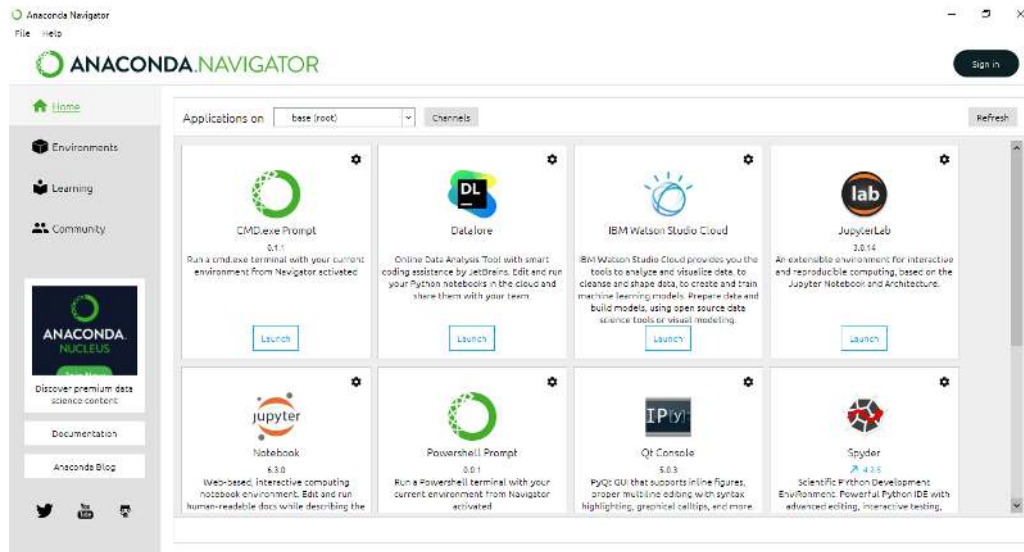 Anaconda Navigator
File Help
ANACONDA.NAVIGATOR
Sign in
Home
Environments
Learning
Community
ANACONDA.
NUCLEUS
Join Now
Discover premium data
science content
Documentation
Anaconda Blog
Applications on base (root) Channels
Refresh
CMD.exe Prompt
0.1.1
Run a cmd.exe terminal with your current
environment from Navigator activated
Launch
DL
Datalore
Online Data Analysis Tool with smart
coding assistance by JetBrains. Edit and run
your Python notebooks in the cloud and
share them with your team.
Launch
IBM Watson Studio Cloud
IBM Watson Studio Cloud provides you the
tools to analyze and visualize data, to
cleanse and shape data, to create and train
machine learning models. Prepare data and
build models, using open source data
science tools or visual modeling.
Launch
lab
JupyterLab
3.0.14
An extensible environment for interactive
and reproducible computing, based on the
Jupyter Notebook and Architecture.
Launch
jupyter
Notebook
6.3.0
Web-based, interactive computing
notebook environment. Edit and run
human-readable docs while describing the
Powershell Prompt
0.0.1
Run a Powershell terminal with your
current environment from Navigator
activated
IP[y]:
Qt Console
5.0.3
PyQt GUI that supports inline figures,
proper multiline editing with syntax
highlighting, graphical calltips, and more.
Spyder
4.2.5
Scientific PYthon Development
EnviRonment. Powerful Python IDE with
advanced editing, interactive testing,
You
Tube